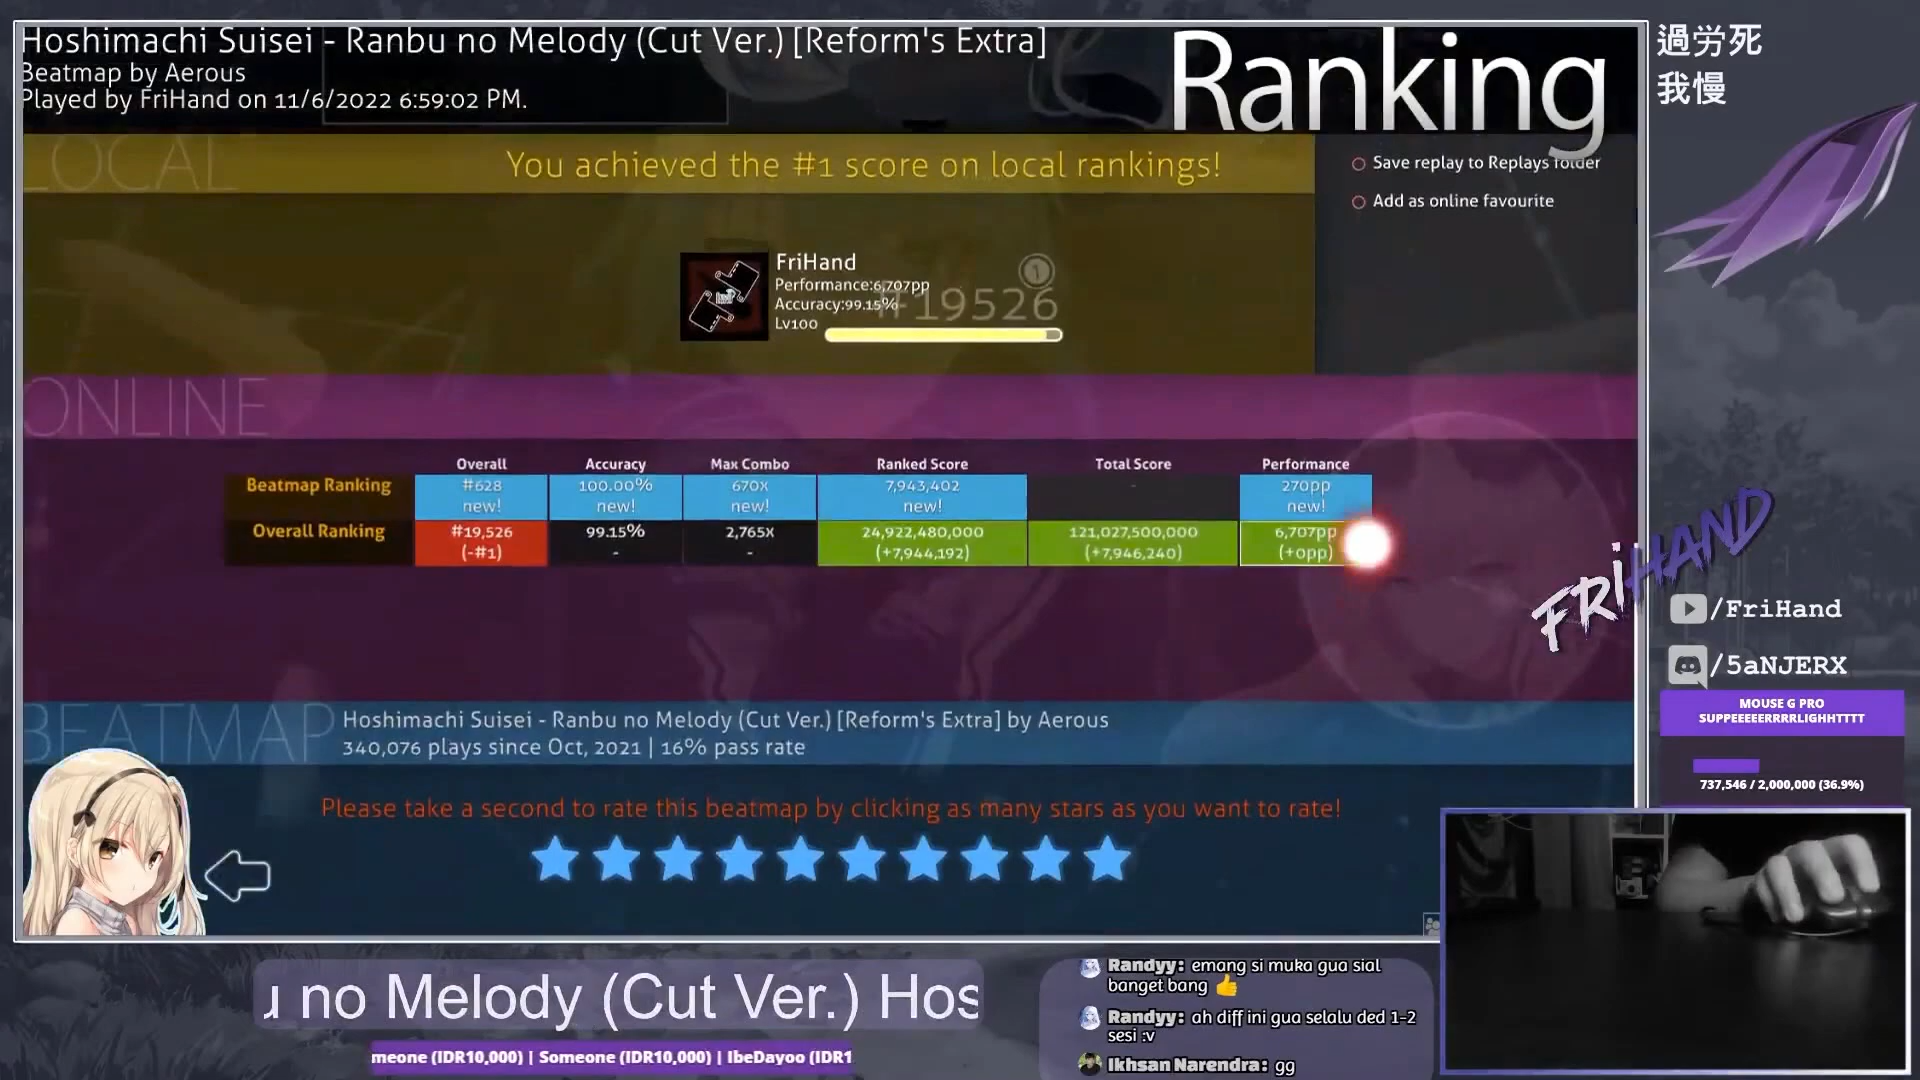 Hoshimachi Suisei - Ranbu no Melody (Cut Ver.) [Reform's Extra]
Beatmap by Aerous
Played by FriHand on 11/6/2022 6:59:02 PM.
Ranking
過労死
我慢
LOCAL
You achieved the #1 score on local rankings!
Save replay to Replays folder
Add as online favourite
FriHand
Performance:6,707pp
Accuracy:99.15%
Lv100
#19526
1
ONLINE
Overall Accuracy Max Combo Ranked Score Total Score Performance
Beatmap Ranking #628 100.00% 670x 7,943,402 - 270pp
new! new! new! new! new!
Overall Ranking #19,526 99.15% 2,765x 24,922,480,000 121,027,500,000 6,707pp
(-#1) - - (+7,944,192) (+7,946,240) (+0pp)
FRIHAND
/FriHand
/5aNJERX
MOUSE G PRO
SUPPEEEEERRRRLIGHHTTTT
737,546 / 2,000,000 (36.9%)
BEATMAP
Hoshimachi Suisei - Ranbu no Melody (Cut Ver.) [Reform's Extra] by Aerous
340,076 plays since Oct, 2021 | 16% pass rate
Please take a second to rate this beatmap by clicking as many stars as you want to rate!
no Melody (Cut Ver.) Hos
meone (IDR10,000) | Someone (IDR10,000) | IbeDayoo (IDR1
Randyy: emang si muka gua sial
banget bang 👍
Randyy: ah diff ini gua selalu ded 1-2
sesi :v
Ikhsan Narendra: gg